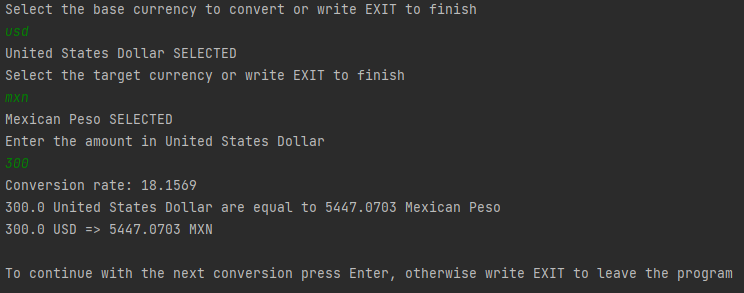 Select the base currency to convert or write EXIT to finish
usd
United States Dollar SELECTED
Select the target currency or write EXIT to finish
mxn
Mexican Peso SELECTED
Enter the amount in United States Dollar
300
Conversion rate: 18.1569
300.0 United States Dollar are equal to 5447.0703 Mexican Peso
300.0 USD => 5447.0703 MXN
To continue with the next conversion press Enter, otherwise write EXIT to leave the program